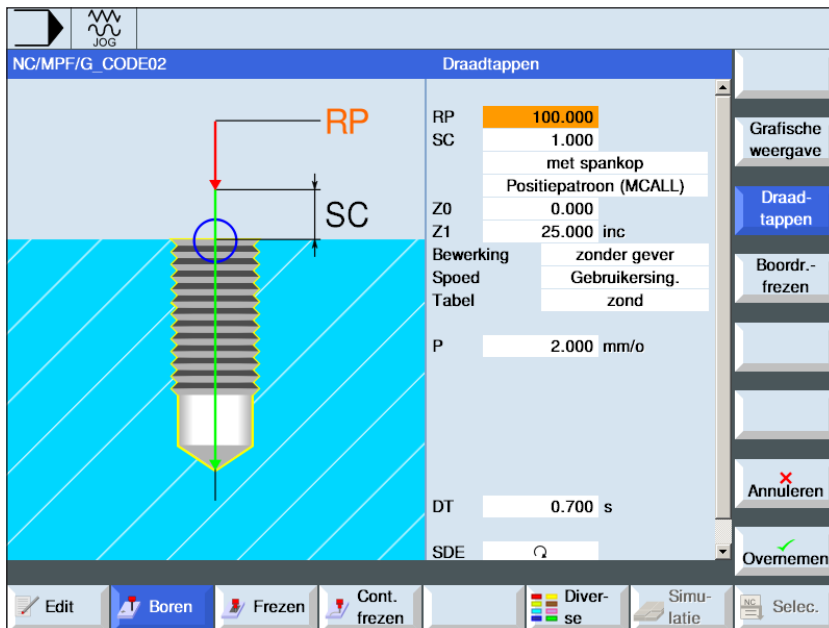 JOG
NC/MPF/G_CODE02
Draadtappen
RP
SC
RP 100.000
SC 1.000
met spankop
Positiepatroon (MCALL)
Z0 0.000
Z1 25.000 inc
Bewerking zonder gever
Spoed Gebruikersing.
Tabel zond
P 2.000 mm/o
DT 0.700 s
SDE
Grafische
weergave
Draad-
tappen
Boordr.-
frezen
Annuleren
Overnemen
Edit
Boren
Frezen
Cont.
frezen
Diver-
se
Simu-
latie
NC
Selec.